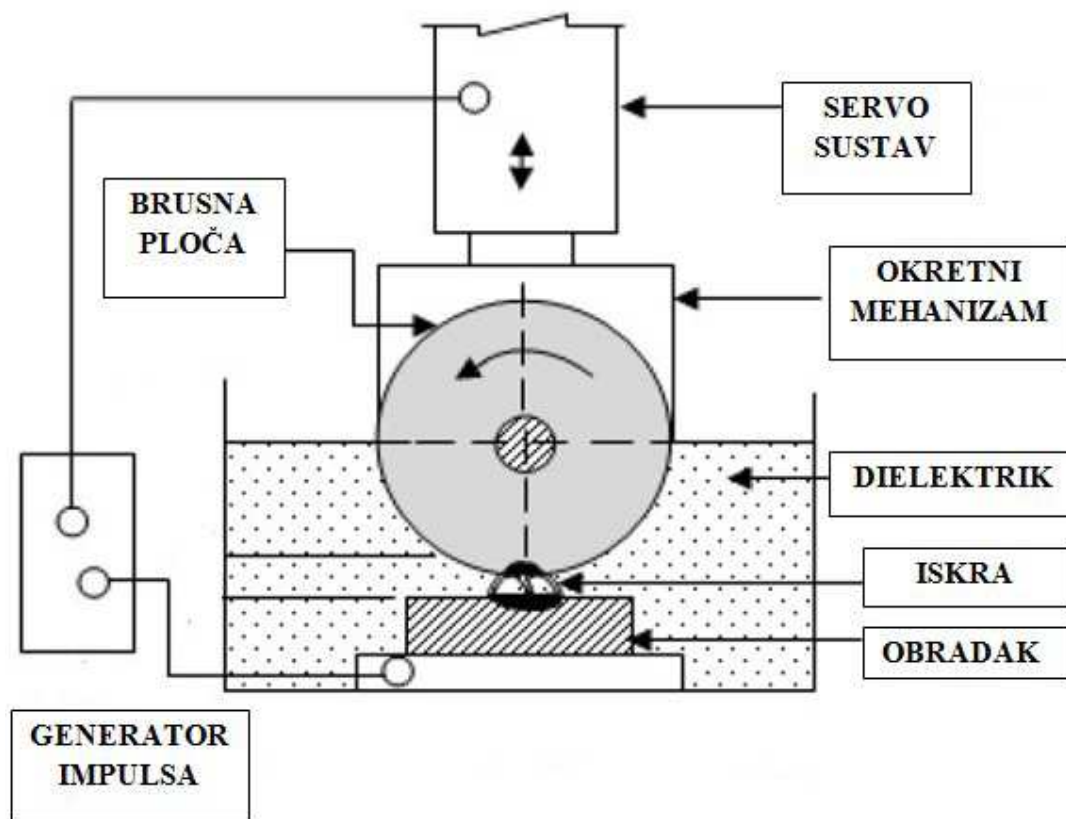 SERVO
SUSTAV
BRUSNA
PLOČA
OKRETNI
MEHANIZAM
DIELEKTRIK
ISKRA
OBRADAK
GENERATOR
IMPULSA